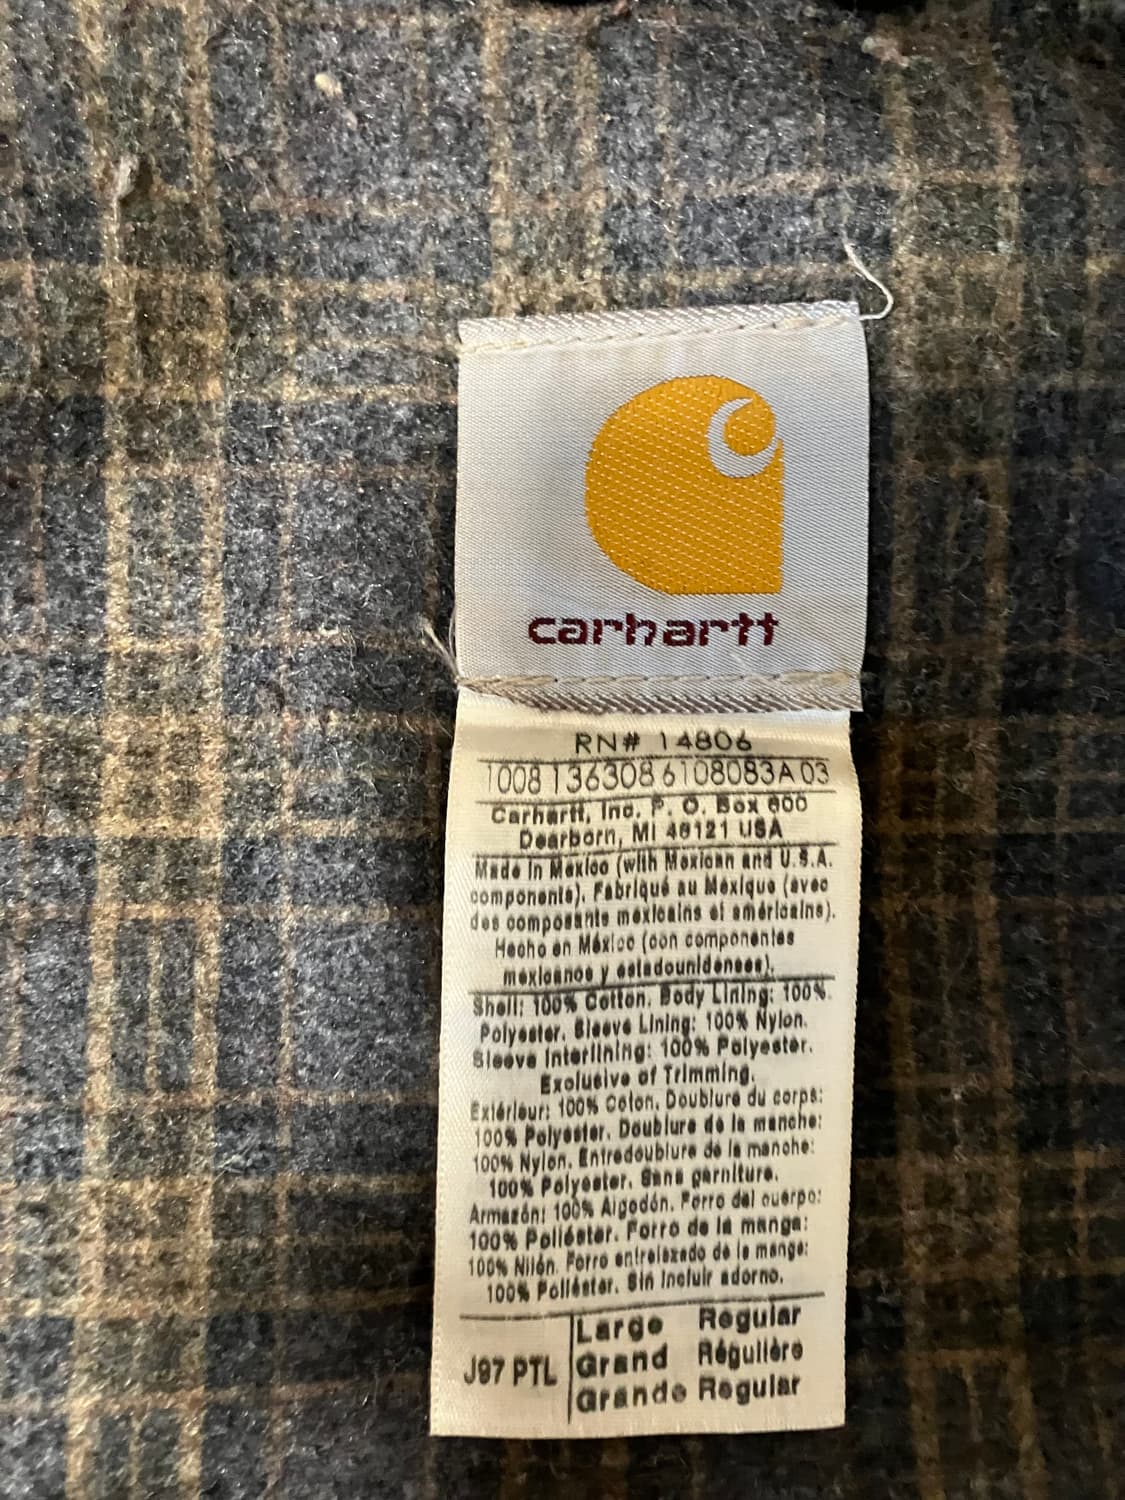 carhartt
RN# 14806
1008 1363086108083A 03
Carhartt, Inc. P. O. Box 600
Dearborn, MI 48121 USA
Made in Mexico (with Mexican and U.S.A.
components). Fabriqué au Mexique (avec
des composants mexicains et américains).
Hecho en México (con componentes
mexicanos y estadounidenses).
Shell: 100% Cotton. Body Lining: 100%
Polyester. Sleeve Lining: 100% Nylon.
Sleeve Interlining: 100% Polyester.
Exclusive of Trimming.
Extérieur: 100% Coton. Doublure du corps:
100% Polyester. Doublure de la manche:
100% Nylon. Entredoublure de la manche:
100% Polyester. Sans garniture.
Armazón: 100% Algodón. Forro del cuerpo:
100% Poliéster. Forro de la manga:
100% Nilón. Forro entrelazado de la manga:
100% Poliéster. Sin incluir adorno.
J97 PTL
Large Regular
Grand Régulière
Grande Regular